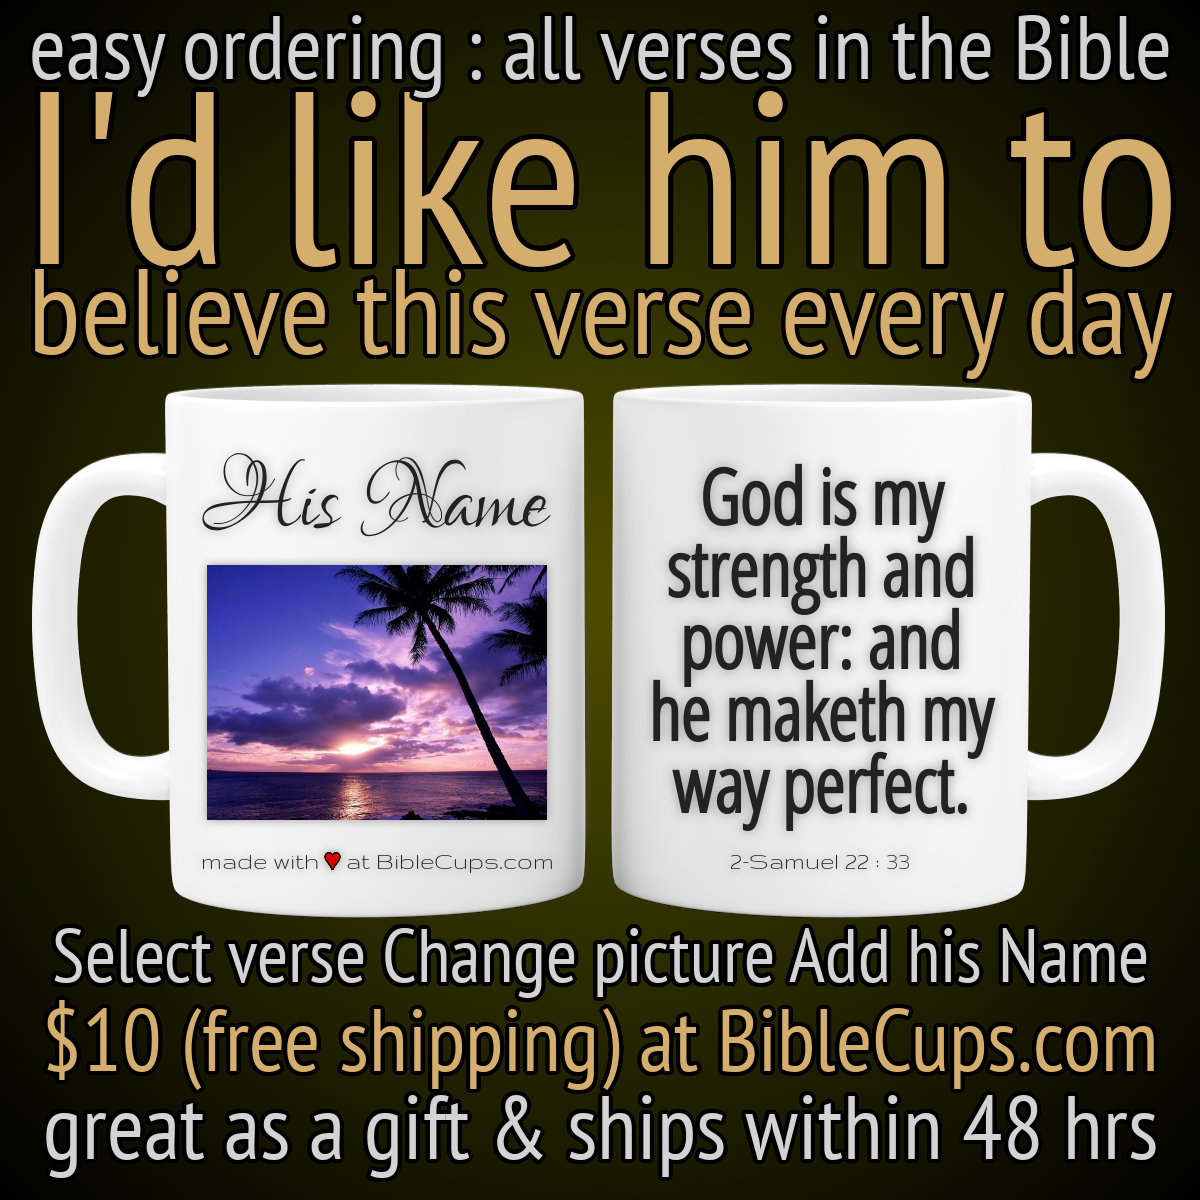 easy ordering : all verses in the Bible
I'd like him to
believe this verse every day
His Name
made with ❤ at BibleCups.com
God is my
strength and
power: and
he maketh my
way perfect.
2-Samuel 22 : 33
Select verse Change picture Add his Name
$10 (free shipping) at BibleCups.com
great as a gift & ships within 48 hrs